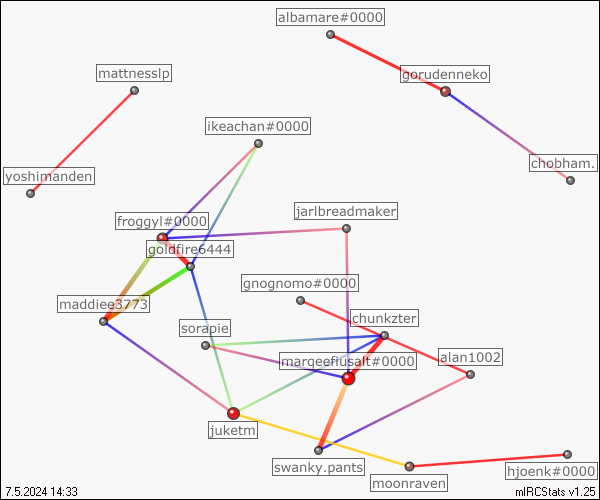 albamare#0000
mattnesslp
gorudenneko
ikeachan#0000
chobham.
yoshimanden
jarlbreadmaker
froggyl#0000
goldfire6444
gnognomo#0000
maddiee3773
chunkzter
sorapie
marqeefiusalt#0000
alan1002
juketm
swanky.pants
hjoenk#0000
moonraven
7.5.2024 14:33
mIRCStats v1.25